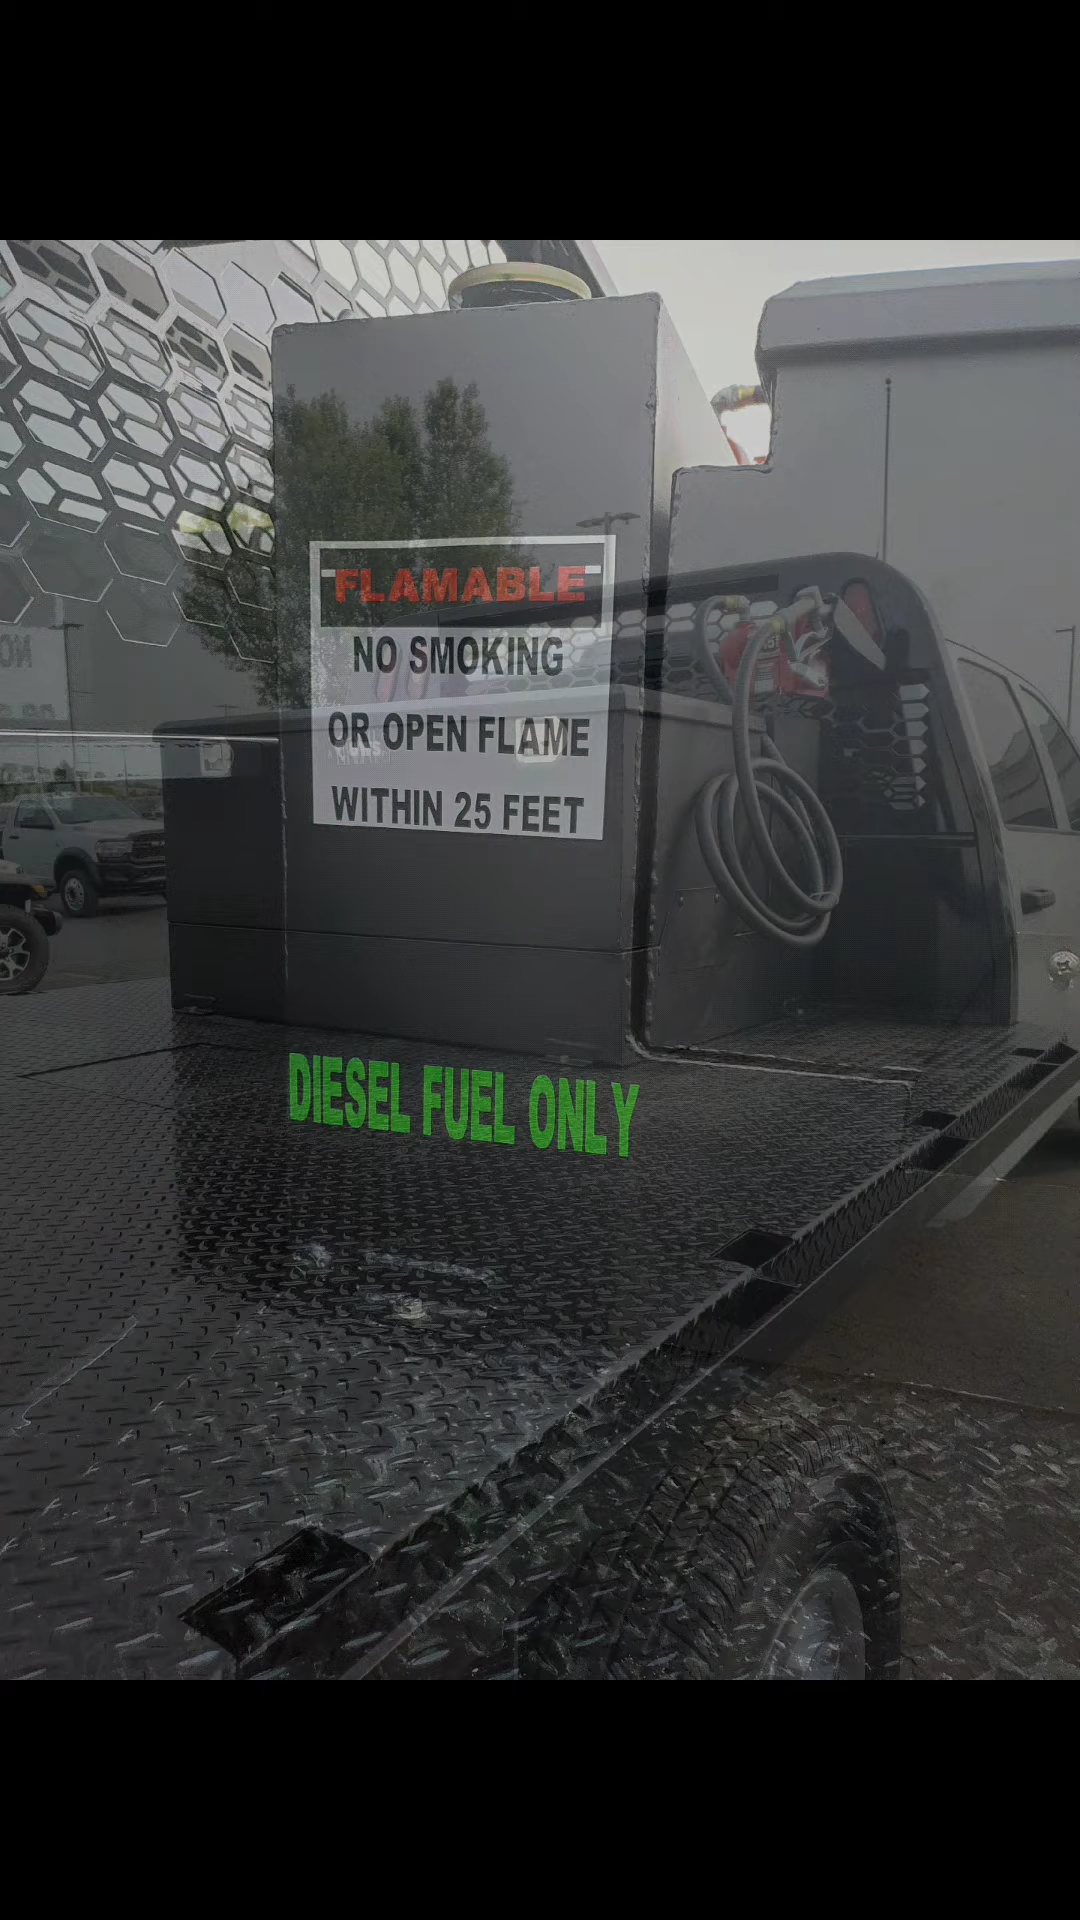 FLAMABLE
NO SMOKING
OR OPEN FLAME
WITHIN 25 FEET
DIESEL FUEL ONLY